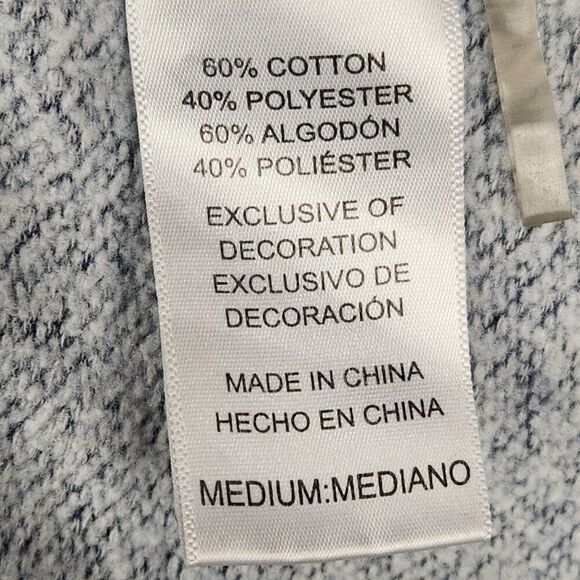 60% COTTON
40% POLYESTER
60% ALGODÓN
40% POLIÉSTER
EXCLUSIVE OF
DECORATION
EXCLUSIVO DE
DECORACIÓN
MADE IN CHINA
HECHO EN CHINA
MEDIUM:MEDIANO